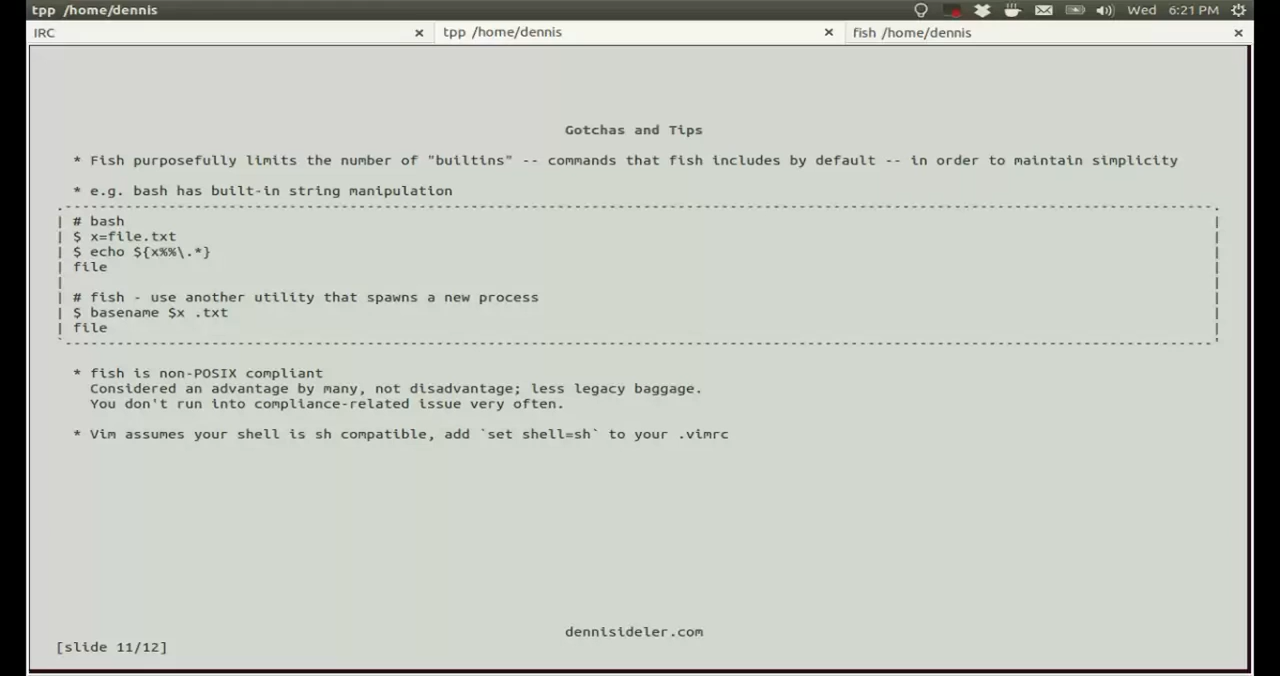 tpp /home/dennis
Wed 6:21 PM
IRC × tpp /home/dennis × fish /home/dennis ×
Gotchas and Tips
* Fish purposefully limits the number of "builtins" -- commands that fish includes by default -- in order to maintain simplicity
* e.g. bash has built-in string manipulation
# bash
$ x=file.txt
$ echo ${x%%\.*}
file
# fish - use another utility that spawns a new process
$ basename $x .txt
file
* fish is non-POSIX compliant
Considered an advantage by many, not disadvantage; less legacy baggage.
You don't run into compliance-related issue very often.
* Vim assumes your shell is sh compatible, add `set shell=sh` to your .vimrc
dennisideler.com
[slide 11/12]